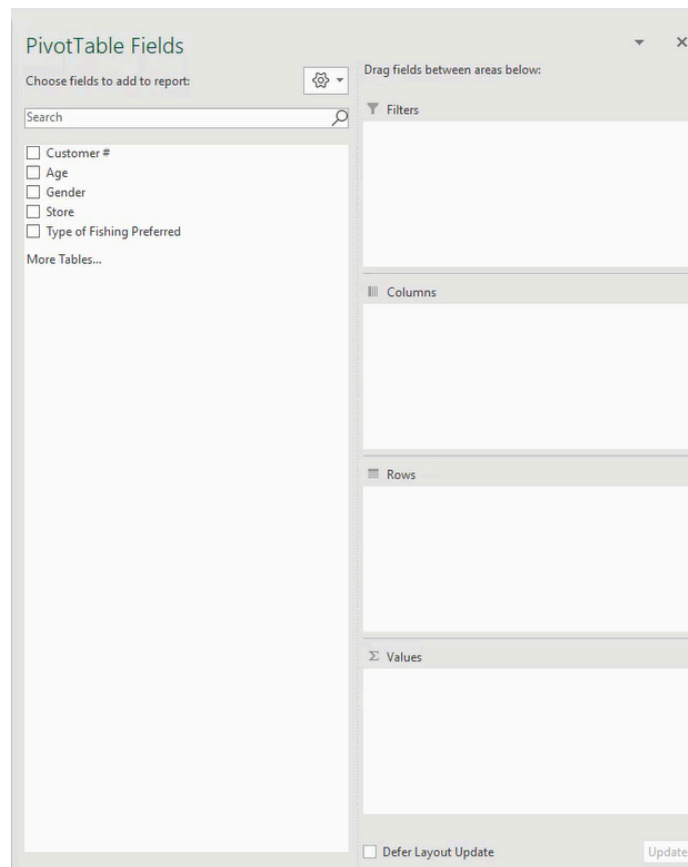 PivotTable Fields
Choose fields to add to report:
Search
Customer #
Age
Gender
Store
Type of Fishing Preferred
More Tables...
Drag fields between areas below:
Filters
Columns
Rows
Σ Values
Defer Layout Update
Update